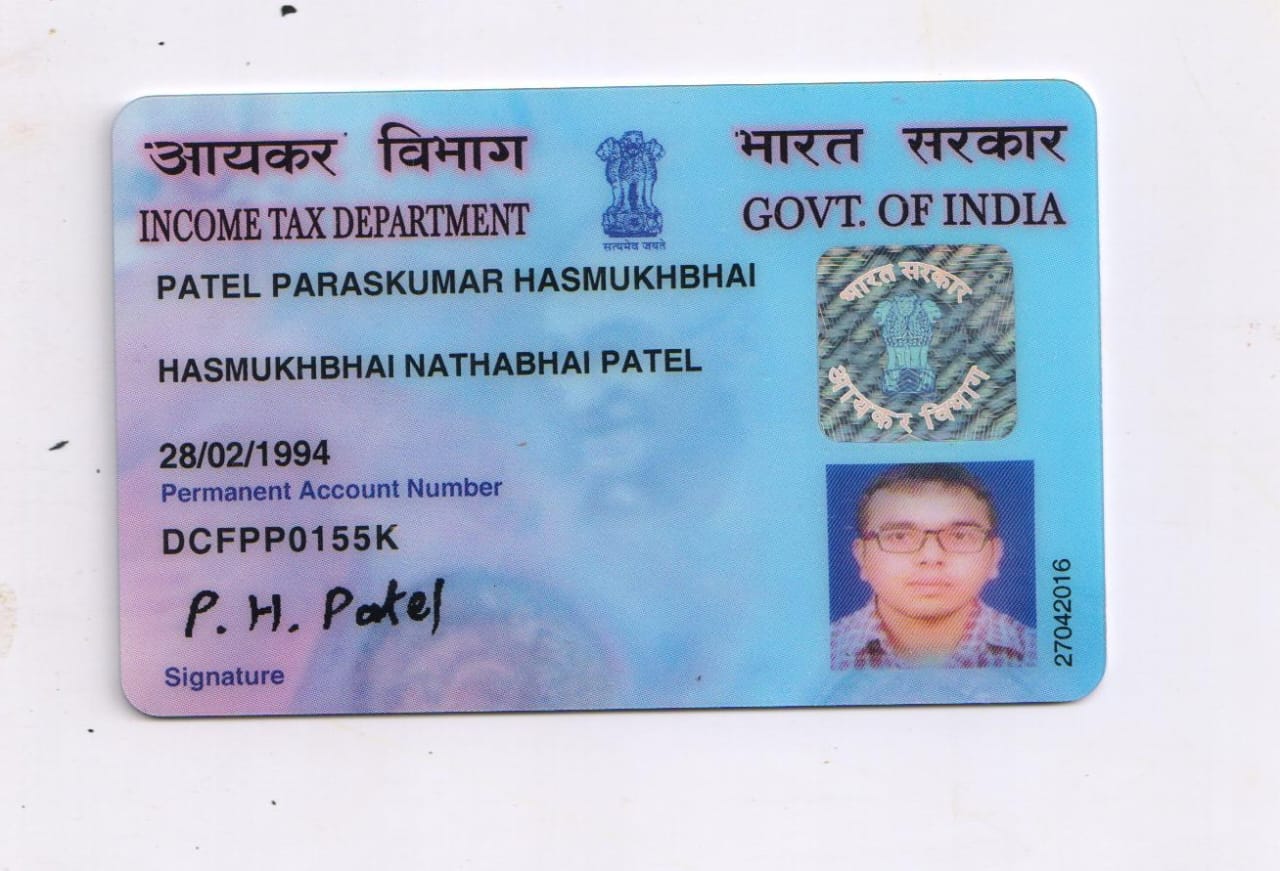 आयकर विभाग
भारत सरकार
INCOME TAX DEPARTMENT
GOVT. OF INDIA
सत्यमेव जयते
PATEL PARASKUMAR HASMUKHBHAI
भारत सरकार
आयकर विभाग
HASMUKHBHAI NATHABHAI PATEL
28/02/1994
Permanent Account Number
DCFPP0155K
P. H. Patel
Signature
27042016